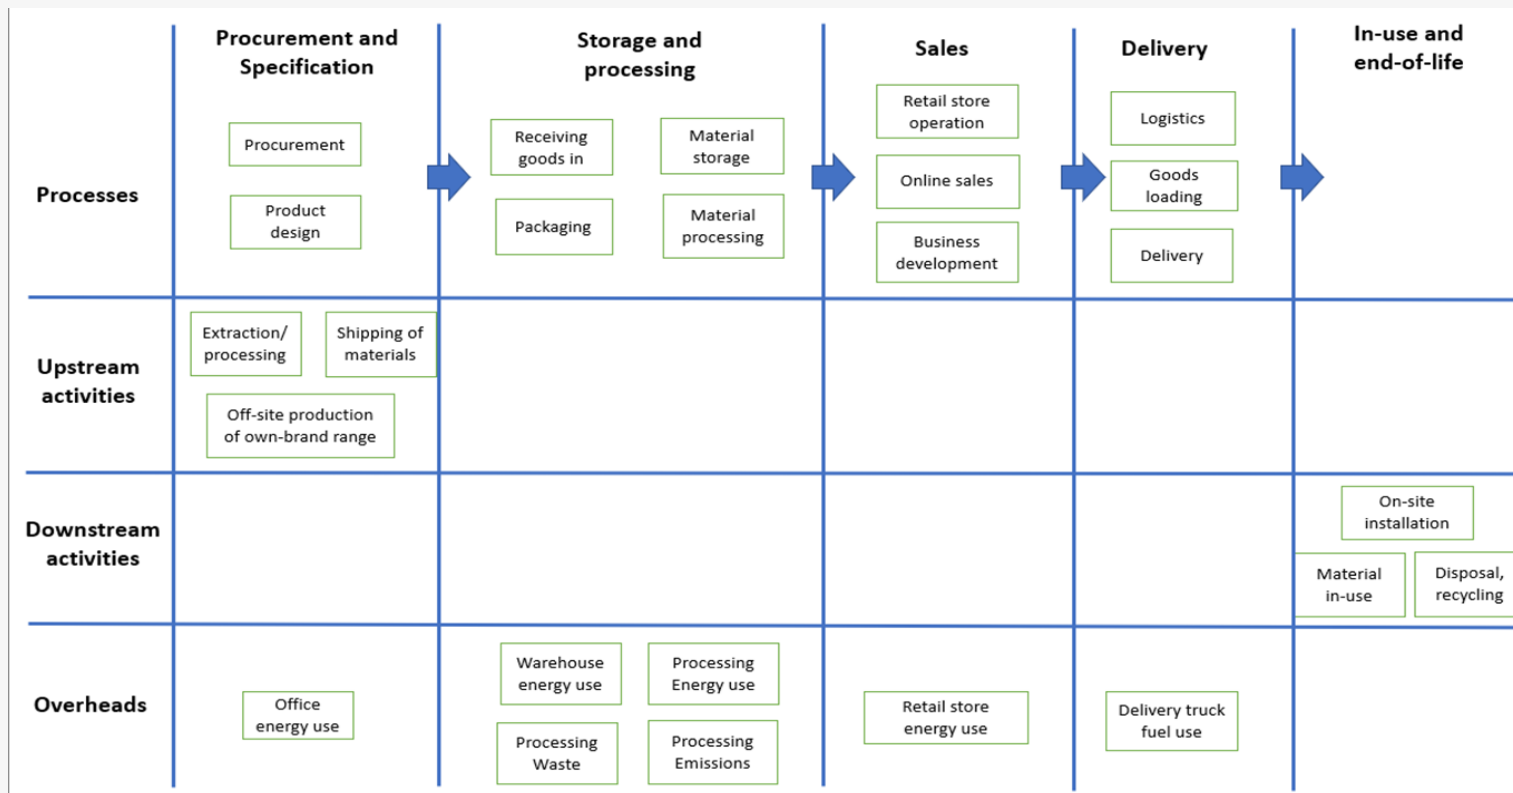 Procurement and
Specification
Storage and
processing
Sales
Delivery
In-use and
end-of-life
Processes
Procurement
Product
design
Receiving
goods in
Material
storage
Packaging
Material
processing
Retail store
operation
Online sales
Business
development
Logistics
Goods
loading
Delivery
Upstream
activities
Extraction/
processing
Shipping of
materials
Off-site production
of own-brand range
Downstream
activities
On-site
installation
Material
in-use
Disposal,
recycling
Overheads
Office
energy use
Warehouse
energy use
Processing
Energy use
Processing
Waste
Processing
Emissions
Retail store
energy use
Delivery truck
fuel use